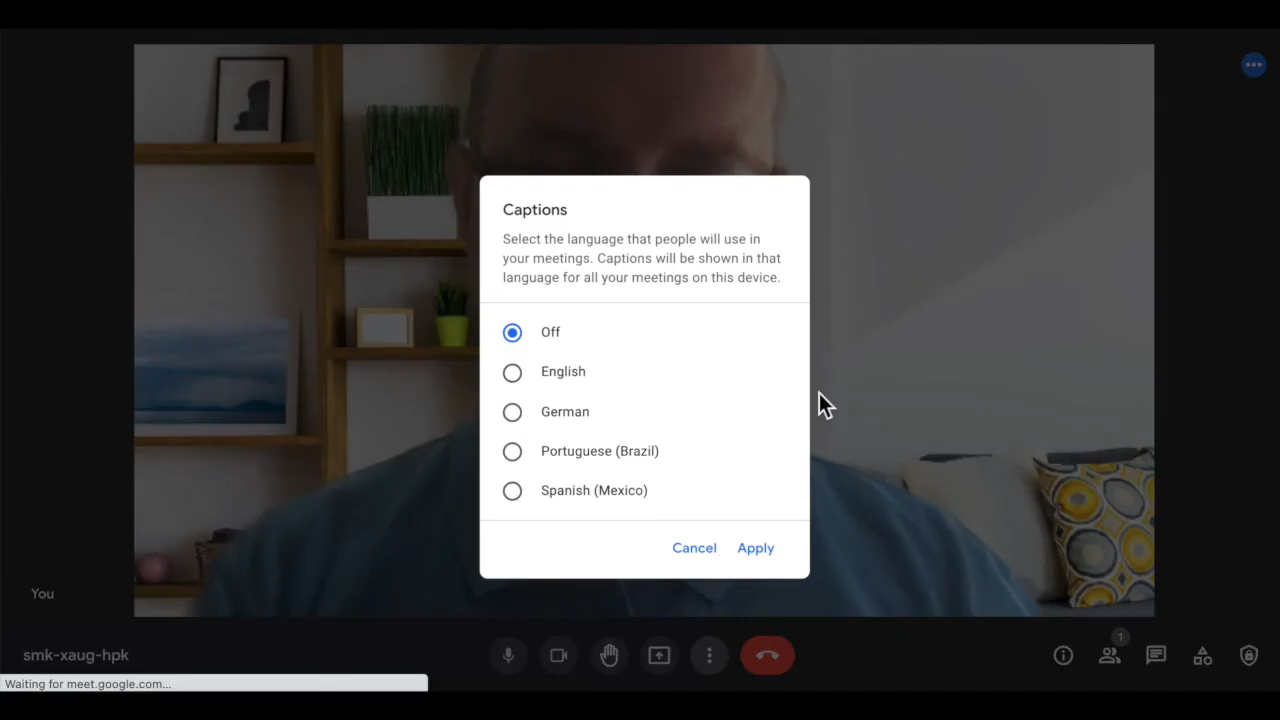 Captions
Select the language that people will use in
your meetings. Captions will be shown in that
language for all your meetings on this device.
Off
English
German
Portuguese (Brazil)
Spanish (Mexico)
Cancel Apply
You
1
smk-xaug-hpk
Waiting for meet.google.com...